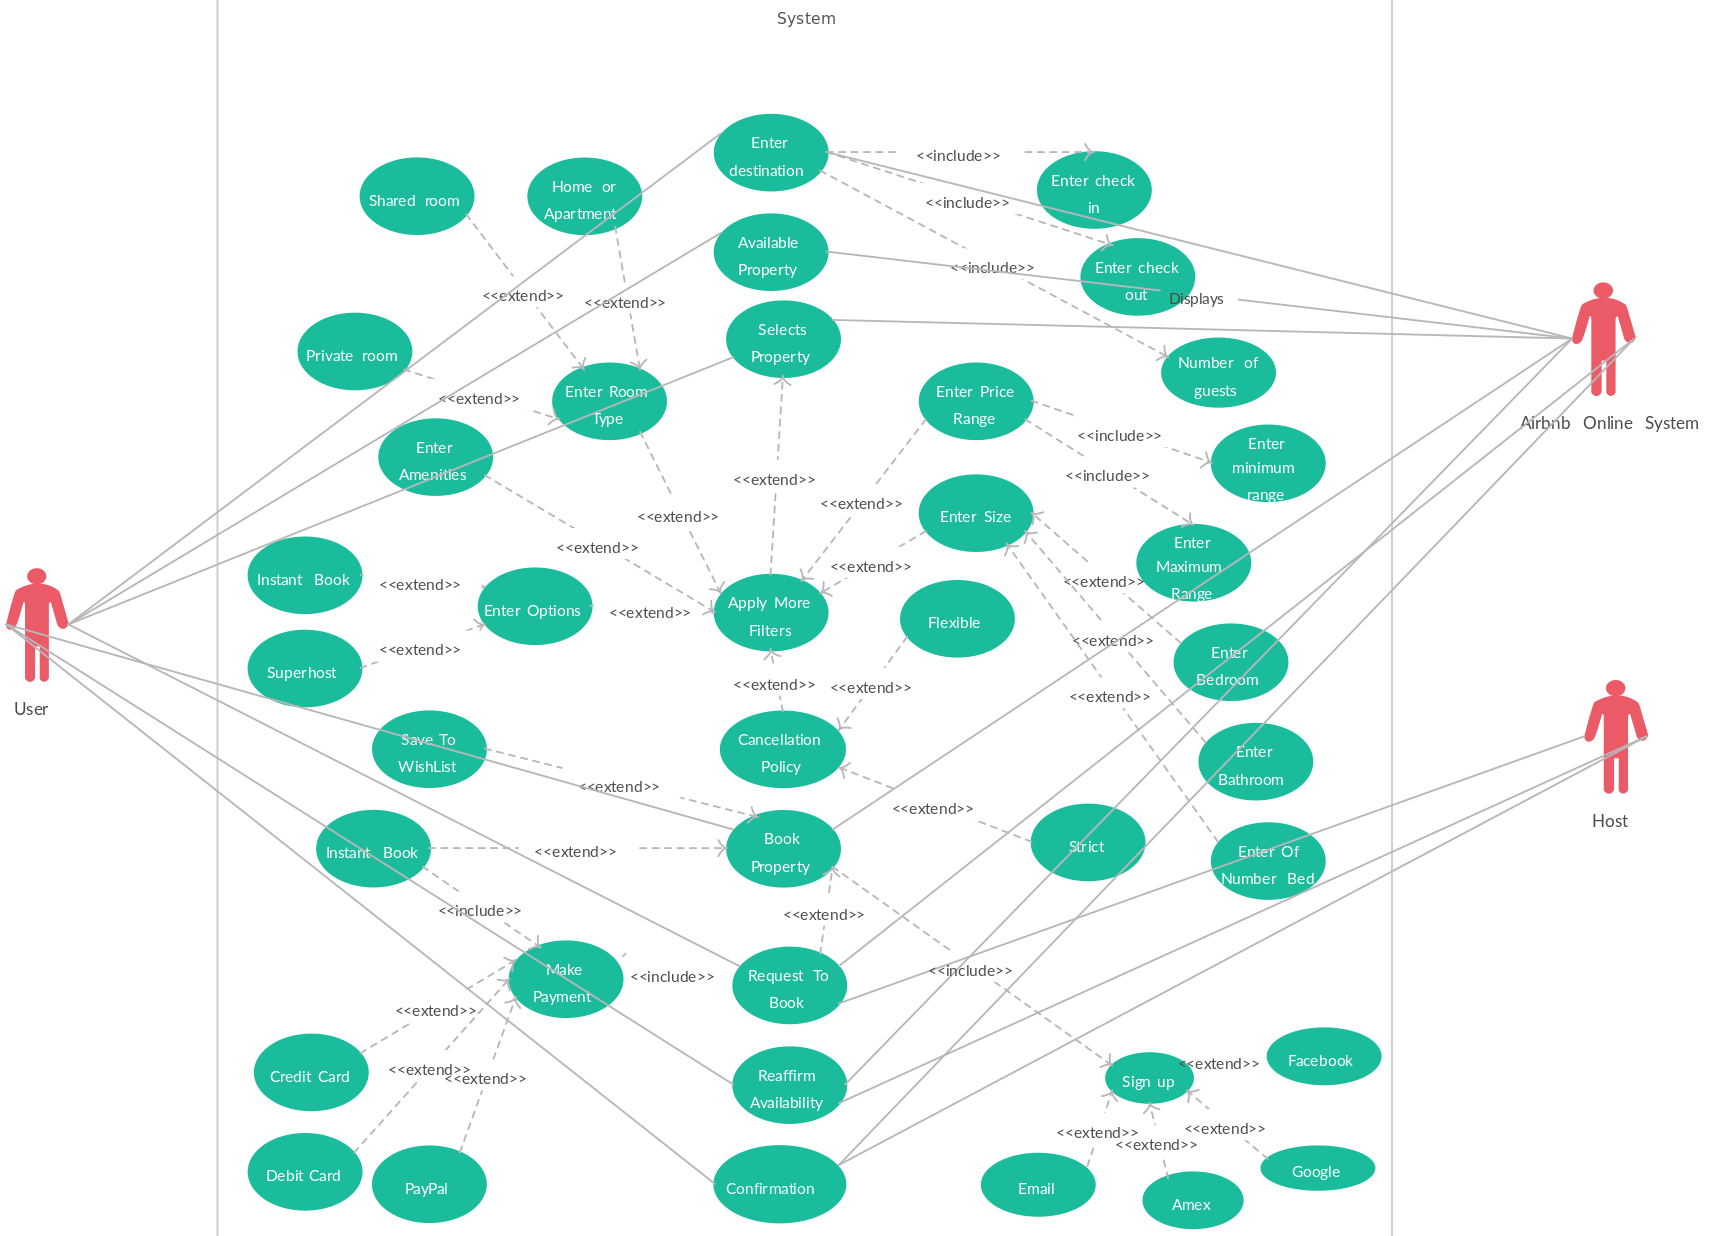 System
Enter
destination
<<include>>
Enter check
in
<<include>>
Shared room
Home or
Apartment
Available
Property
<<include>>
Enter check
out
Displays
<<extend>>
<<extend>>
Selects
Property
Private room
Number of
guests
<<extend>>
Enter Room
Type
Enter Price
Range
Airbnb Online System
<<include>>
Enter
minimum
range
Enter
Amenities
<<extend>>
<<include>>
<<extend>>
<<extend>>
Enter Size
<<extend>>
Enter
Maximum
Range
<<extend>>
<<extend>>
Instant Book
<<extend>>
Enter Options
<<extend>>
Apply More
Filters
Flexible
<<extend>>
Superhost
<<extend>>
Enter
Bedroom
<<extend>>
<<extend>>
<<extend>>
User
Save To
WishList
Cancellation
Policy
Enter
Bathroom
<<extend>>
<<extend>>
Host
Instant Book
<<extend>>
Book
Property
Strict
Enter Of
Number Bed
<<include>>
<<extend>>
Make
Payment
<<include>>
Request To
Book
<<include>>
<<extend>>
Credit Card
<<extend>>
<<extend>>
Reaffirm
Availability
Sign up
<<extend>>
Facebook
<<extend>>
<<extend>>
<<extend>>
Debit Card
PayPal
Confirmation
Email
Amex
Google